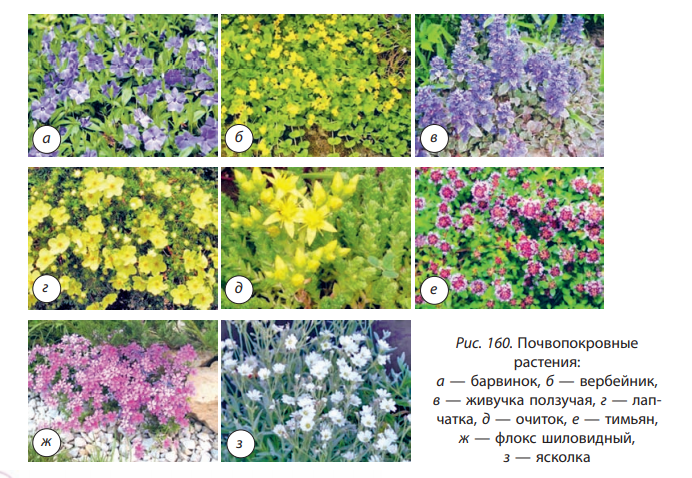 а
б
в
г
д
е
ж
з
Рис. 160. Почвопокровные
растения:
а — барвинок, б — вербейник,
в — живучка ползучая, г — лап-
чатка, д — очиток, е — тимьян,
ж — флокс шиловидный,
з — ясколка